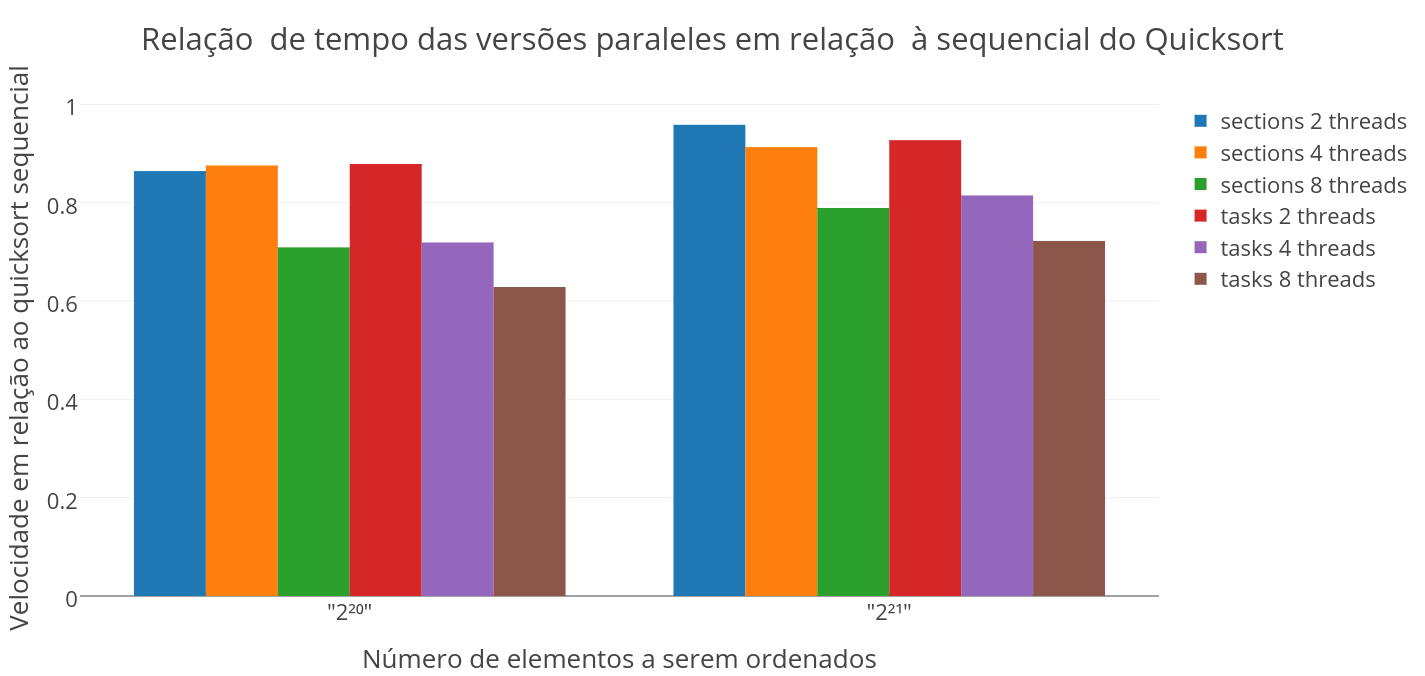 Relação  de tempo das versões paraleles em relação  à sequencial do Quicksort
Velocidade em relação ao quicksort sequencial
1
0.8
0.6
0.4
0.2
0
"2²⁰"
"2²¹"
Número de elementos a serem ordenados
sections 2 threads
sections 4 threads
sections 8 threads
tasks 2 threads
tasks 4 threads
tasks 8 threads